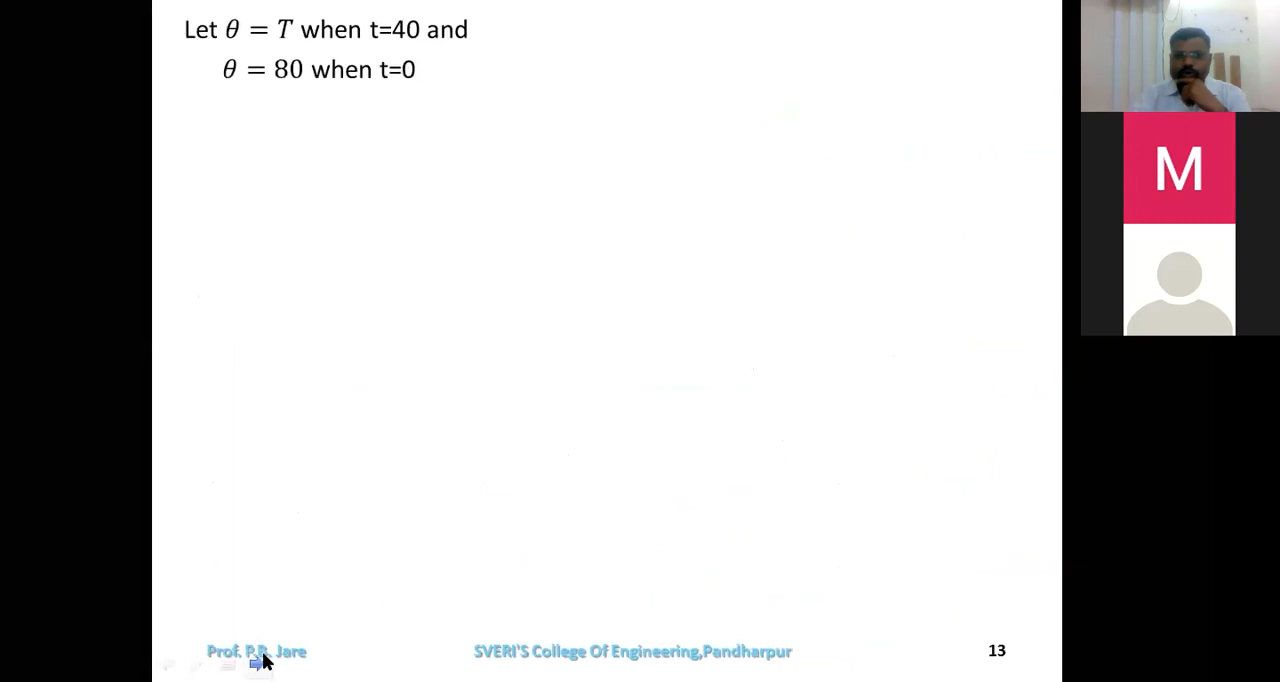 Let θ = T when t=40 and
θ = 80 when t=0
M
Prof. P.R. Jare
SVERI'S College Of Engineering,Pandharpur
13